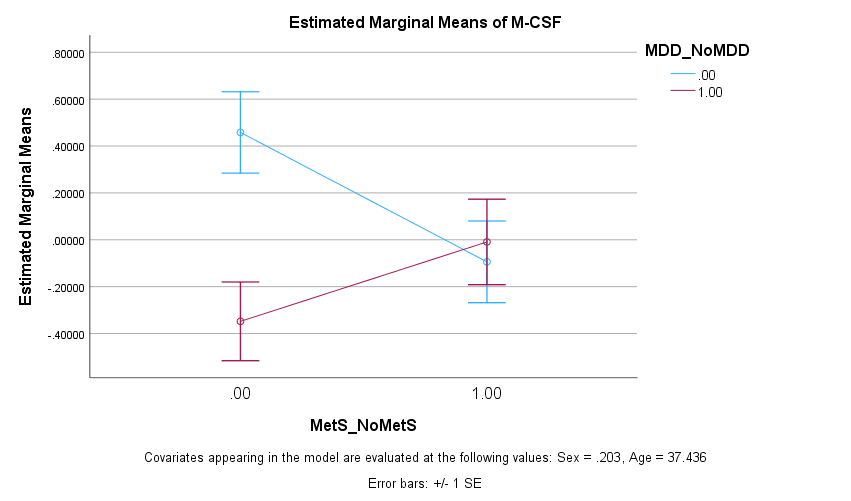 Estimated Marginal Means of M-CSF
MDD_NoMDD
.00
1.00
Estimated Marginal Means
.80000
.60000
.40000
.20000
.00000
-.20000
-.40000
.00
1.00
MetS_NoMetS
Covariates appearing in the model are evaluated at the following values: Sex = .203, Age = 37.436
Error bars: +/- 1 SE